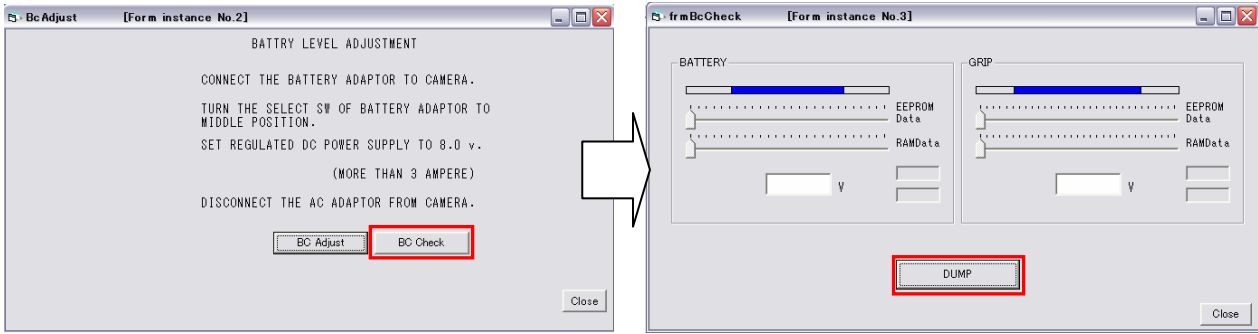 BcAdjust [Form instance No.2]
BATTRY LEVEL ADJUSTMENT
CONNECT THE BATTERY ADAPTOR TO CAMERA.
TURN THE SELECT SW OF BATTERY ADAPTOR TO
MIDDLE POSITION.
SET REGULATED DC POWER SUPPLY TO 8.0 v.
(MORE THAN 3 AMPERE)
DISCONNECT THE AC ADAPTOR FROM CAMERA.
BC Adjust
BC Check
Close
frmBcCheck [Form instance No.3]
BATTERY
EEPROM
Data
RAMData
V
GRIP
EEPROM
Data
RAMData
V
DUMP
Close